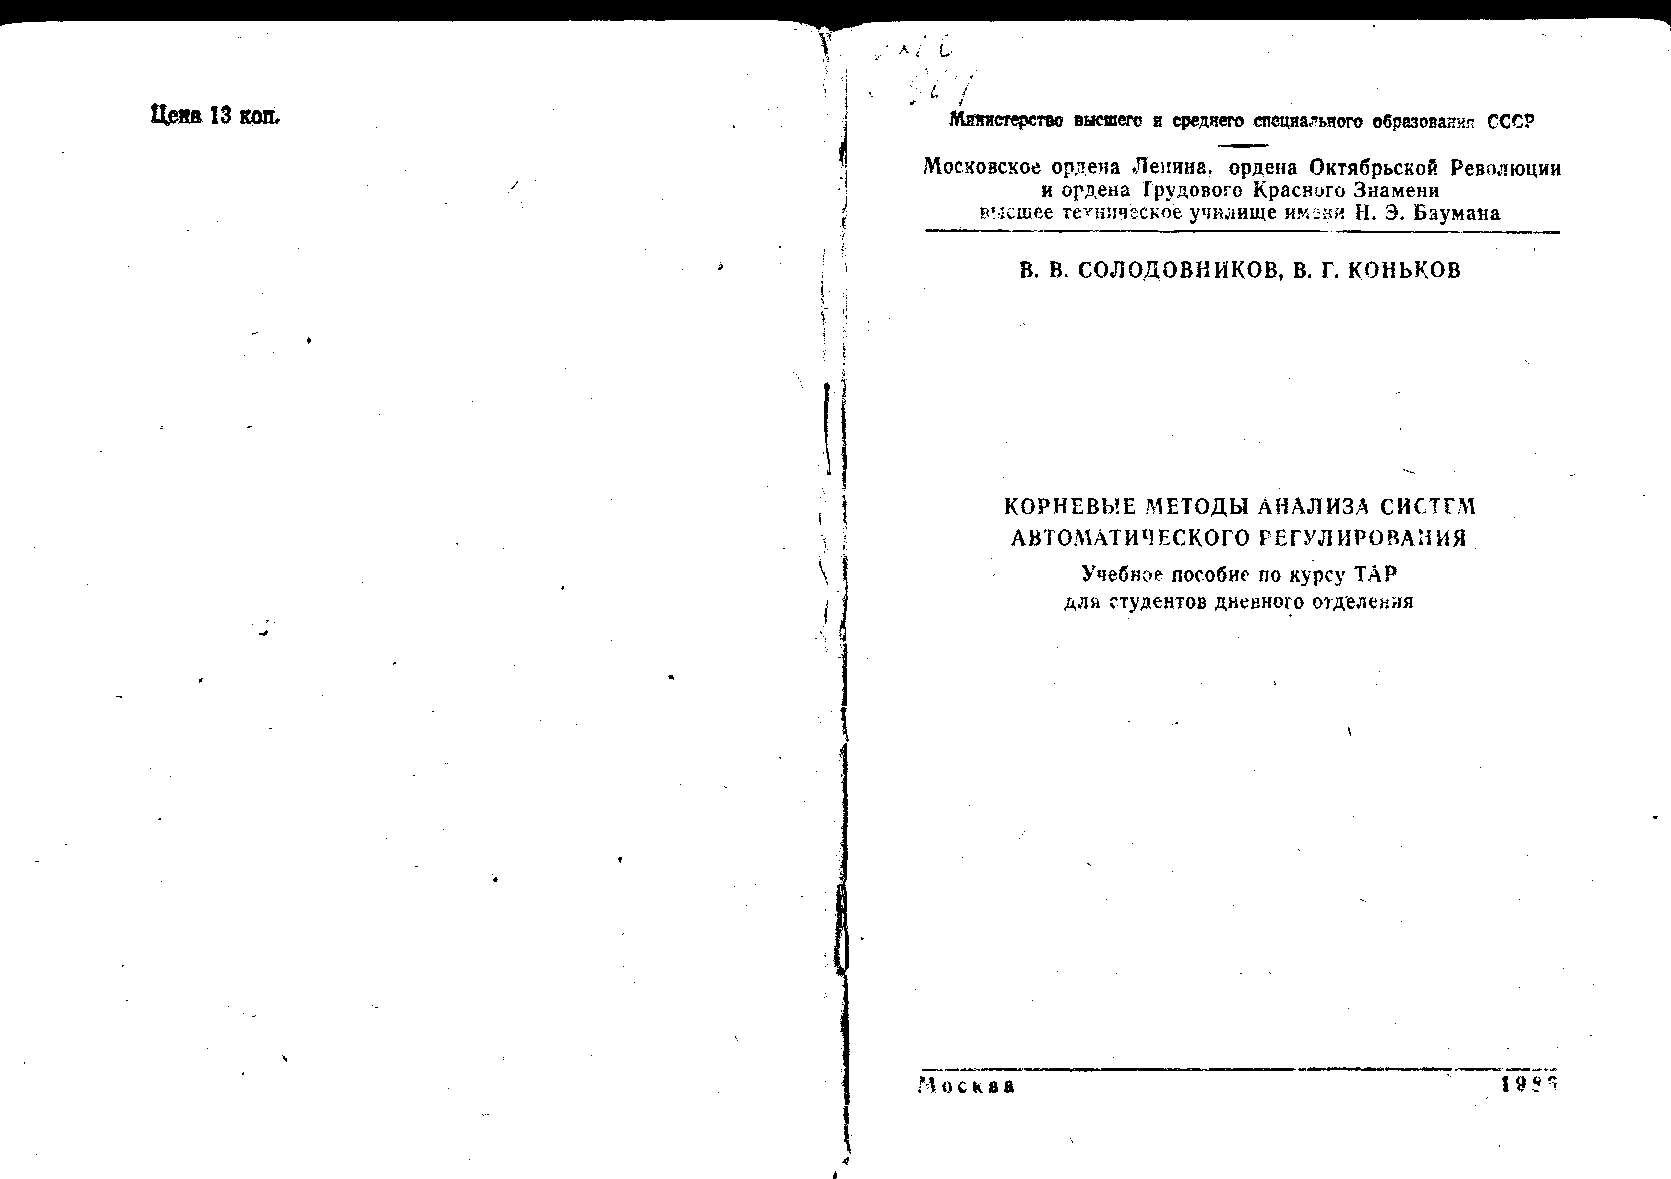 Цена 13 коп.
Министерство высшего и среднего специального образования СССР
Московское ордена Ленина, ордена Октябрьской Революции
и ордена Трудового Красного Знамени
высшее техническое училище имени Н. Э. Баумана
В. В. СОЛОДОВНИКОВ, В. Г. КОНЬКОВ
КОРНЕВЫЕ МЕТОДЫ АНАЛИЗА СИСТЕМ
АВТОМАТИЧЕСКОГО РЕГУЛИРОВАНИЯ
Учебное пособие по курсу ТАР
для студентов дневного отделения
Москва